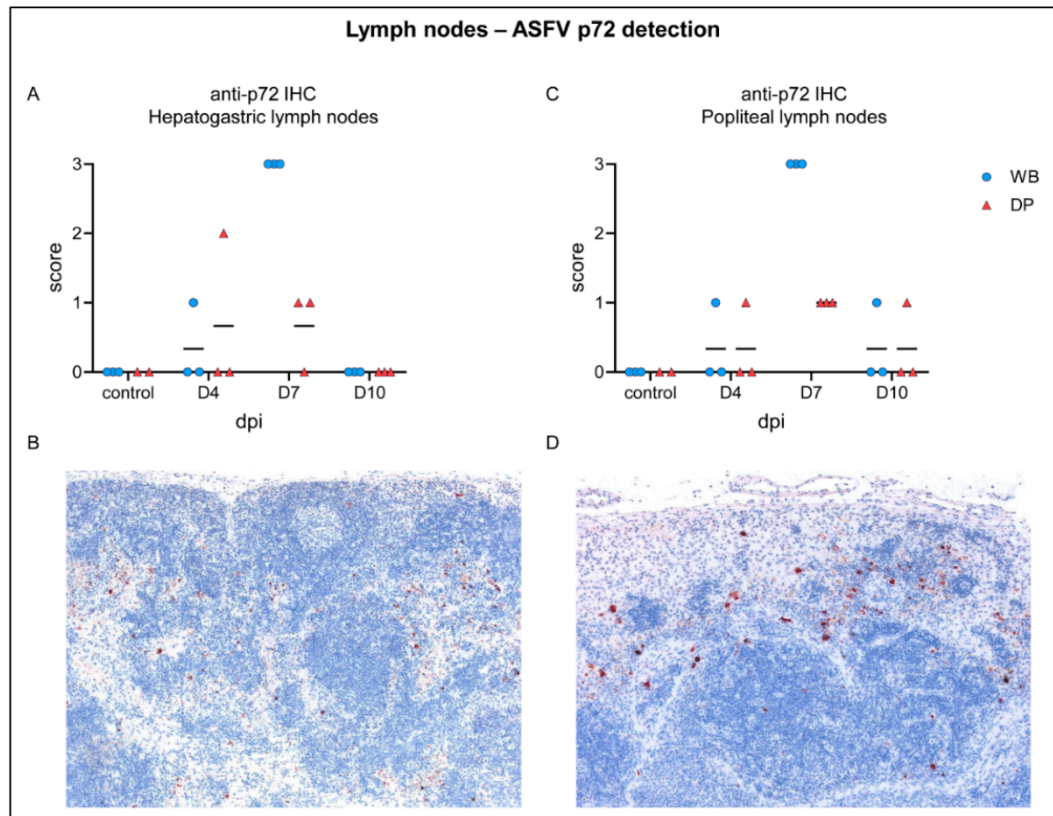 Lymph nodes – ASFV p72 detection
A
anti-p72 IHC
Hepatogastric lymph nodes
3
2
1
0
score
control D4 D7 D10
dpi
C
anti-p72 IHC
Popliteal lymph nodes
3
2
1
0
score
control D4 D7 D10
dpi
WB
DP
B
D